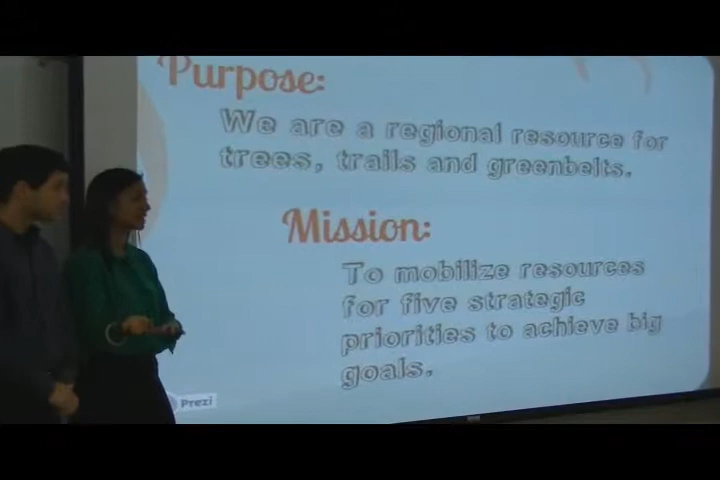 Purpose:
We are a regional resource for
trees, trails and greenbelts.
Mission:
To mobilize resources
for five strategic
priorities to achieve big
goals.
Prezi